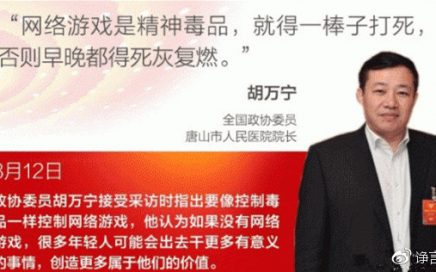 “网络游戏是精神毒品，就得一棒子打死，
否则早晚都得死灰复燃。”
胡万宁
全国政协委员
唐山市人民医院院长
3月12日
政协委员胡万宁接受采访时指出要像控制毒
品一样控制网络游戏，他认为如果没有网络
游戏，很多年轻人可能会出去干更多有意义
的事情，创造更多属于他们的价值。